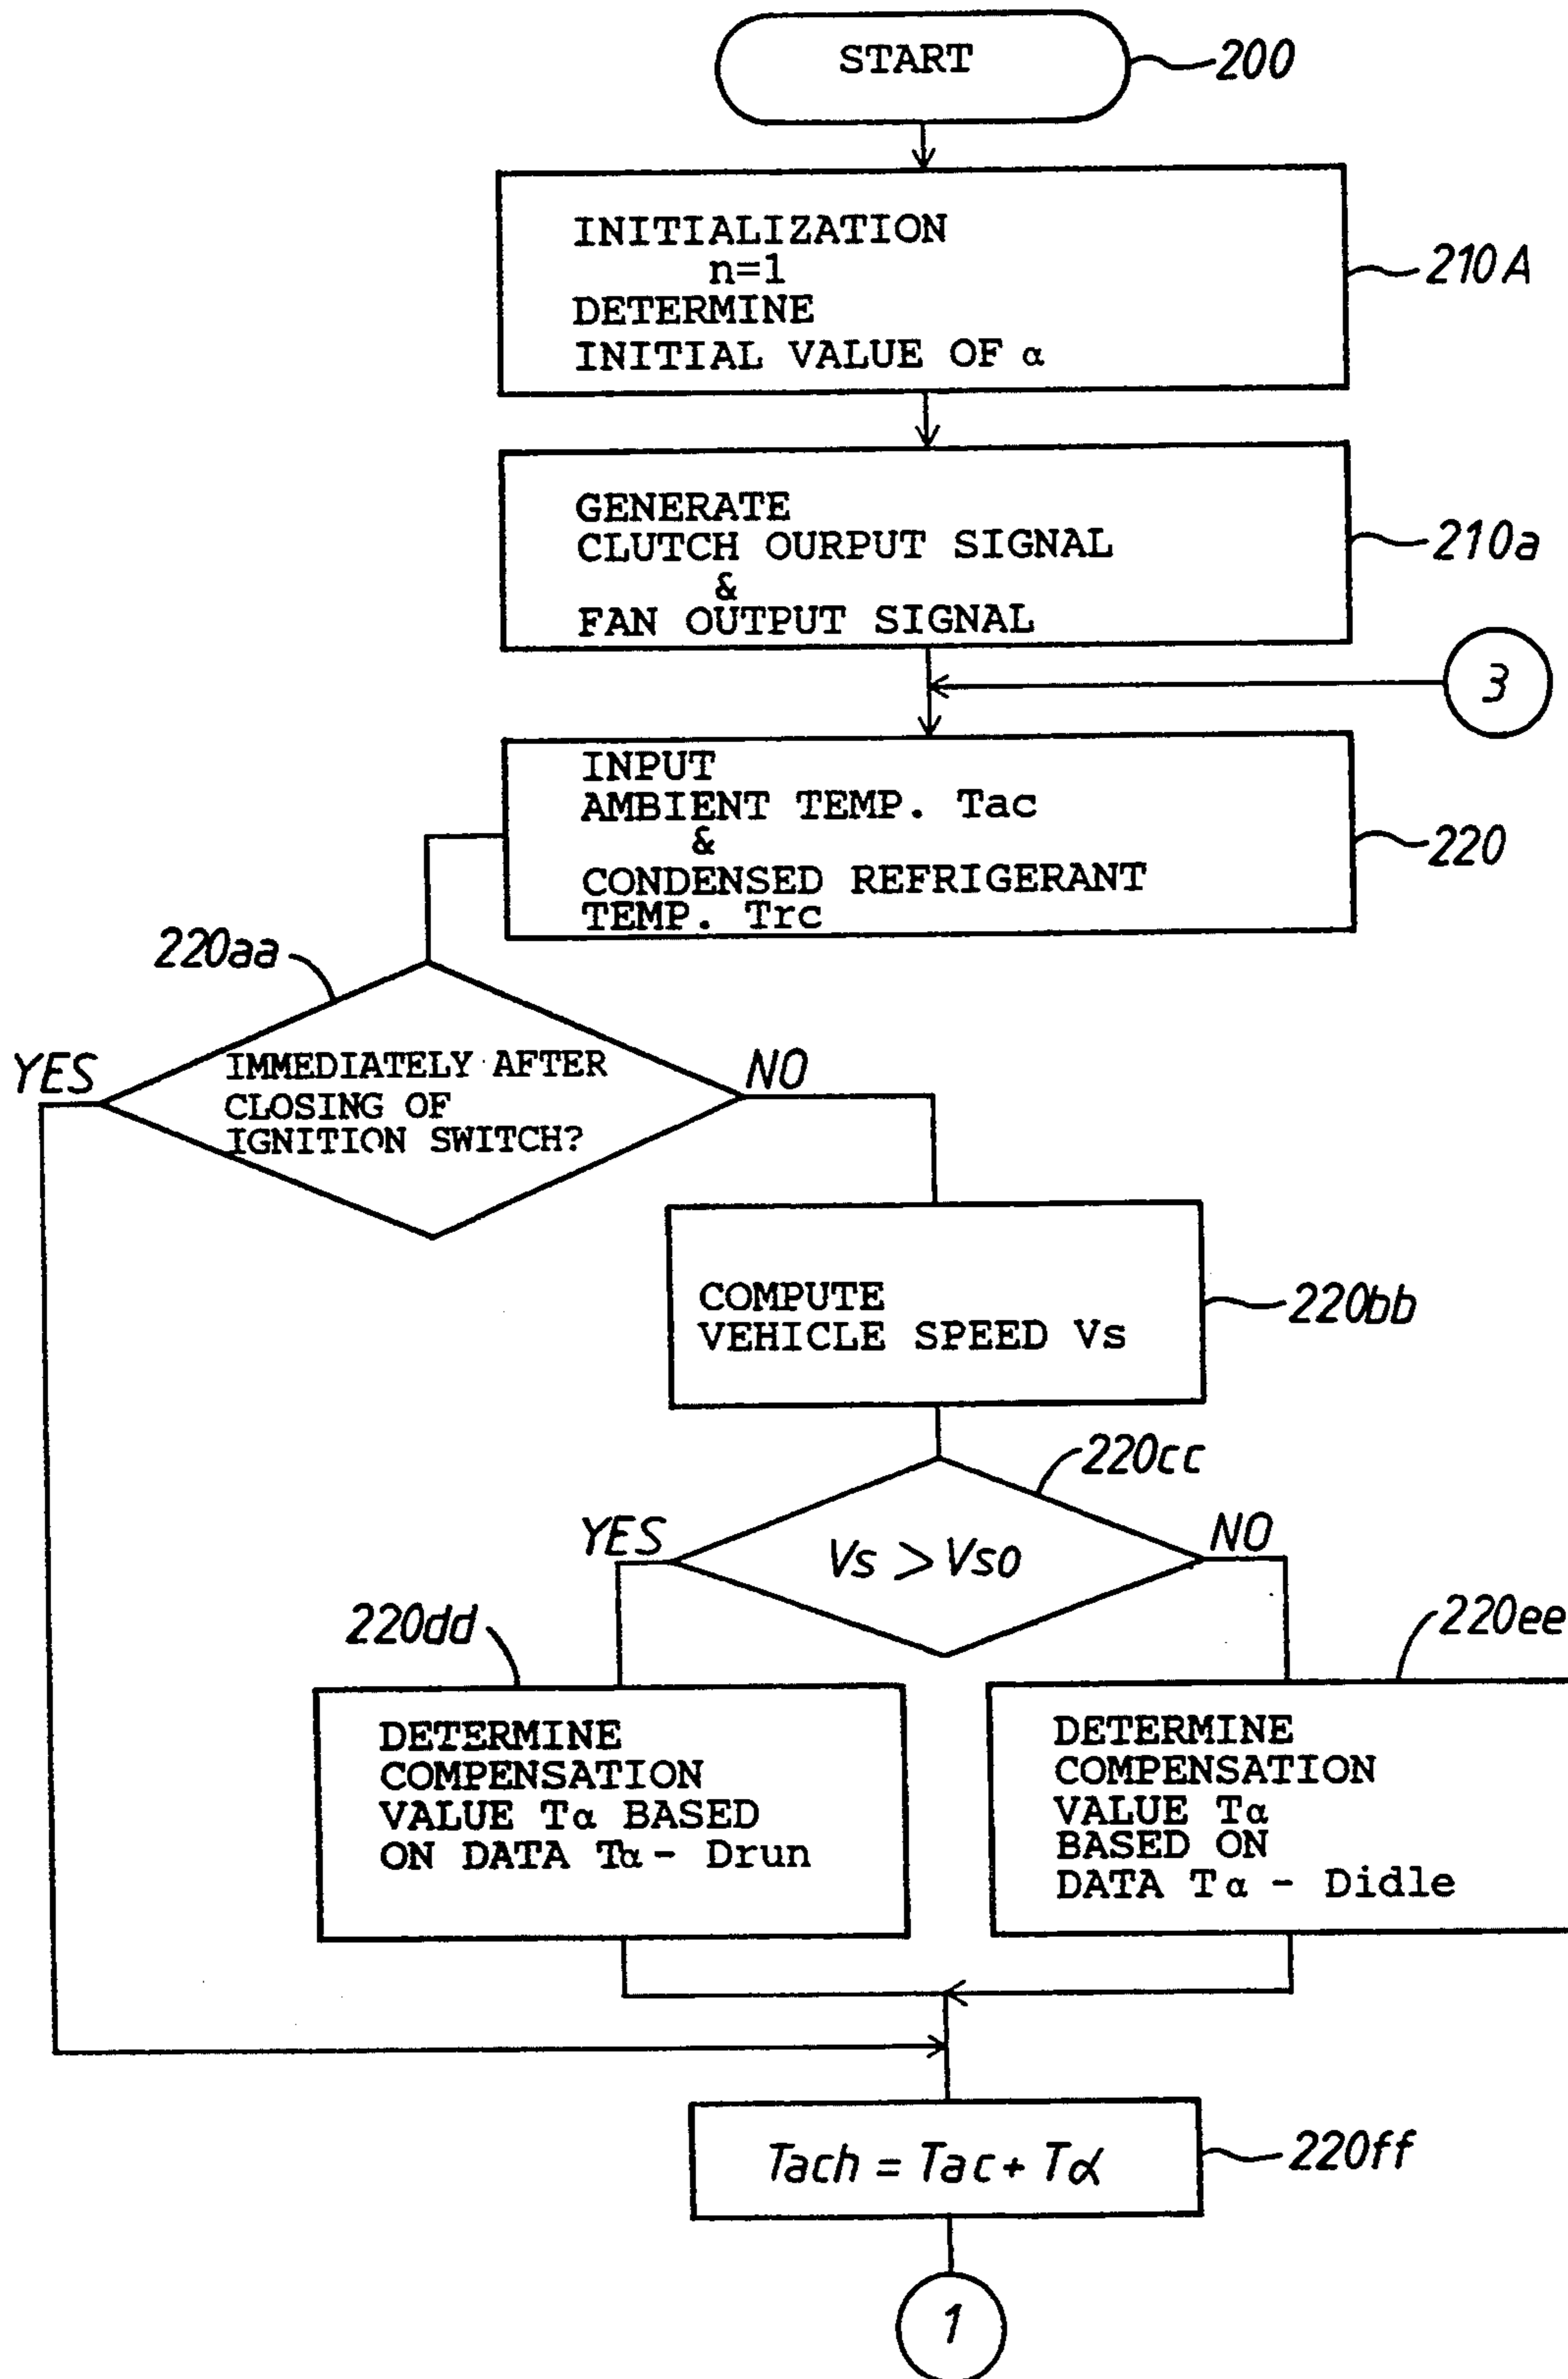 START
200
INITIALIZATION
n=1
DETERMINE
INITIAL VALUE OF α
210A
GENERATE
CLUTCH OURPUT SIGNAL
&
FAN OUTPUT SIGNAL
210a
3
INPUT
AMBIENT TEMP. Tac
&
CONDENSED REFRIGERANT
TEMP. Trc
220
220aa
YES
IMMEDIATELY AFTER
CLOSING OF
IGNITION SWITCH?
NO
COMPUTE
VEHICLE SPEED Vs
220bb
220cc
YES
Vs > Vso
NO
220dd
DETERMINE
COMPENSATION
VALUE Tα BASED
ON DATA Tα - Drun
220ee
DETERMINE
COMPENSATION
VALUE Tα
BASED ON
DATA Tα - Didle
Tach = Tac + Tα
220ff
1